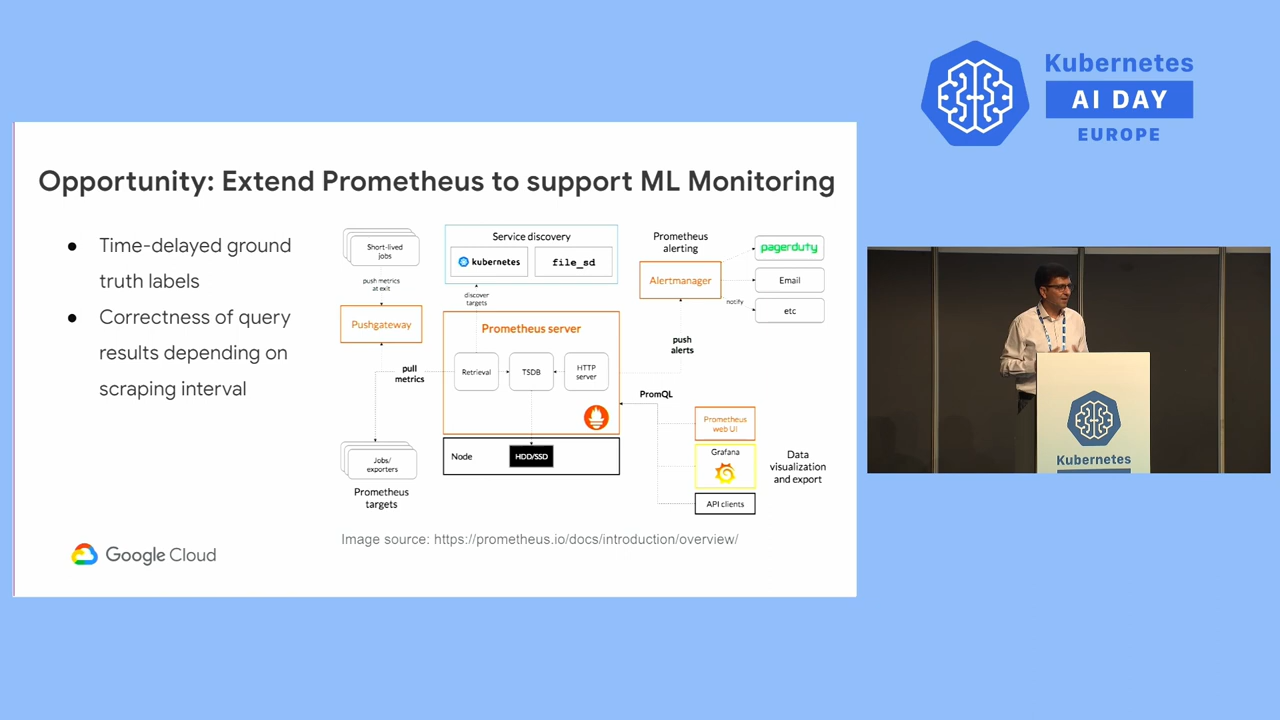 Kubernetes
AI DAY
EUROPE
Opportunity: Extend Prometheus to support ML Monitoring
● Time-delayed ground
truth labels
● Correctness of query
results depending on
scraping interval
Short-lived
jobs
push metrics
at exit
Pushgateway
pull
metrics
Jobs/
exporters
Prometheus
targets
Service discovery
kubernetes
file_sd
discover
targets
Prometheus server
Retrieval
TSDB
HTTP
server
Node
HDD/SSD
Prometheus
alerting
Alertmanager
notify
pagerduty
Email
etc
push
alerts
PromQL
Prometheus
web UI
Grafana
API clients
Data
visualization
and export
Image source: https://prometheus.io/docs/introduction/overview/
Google Cloud
Kubernetes